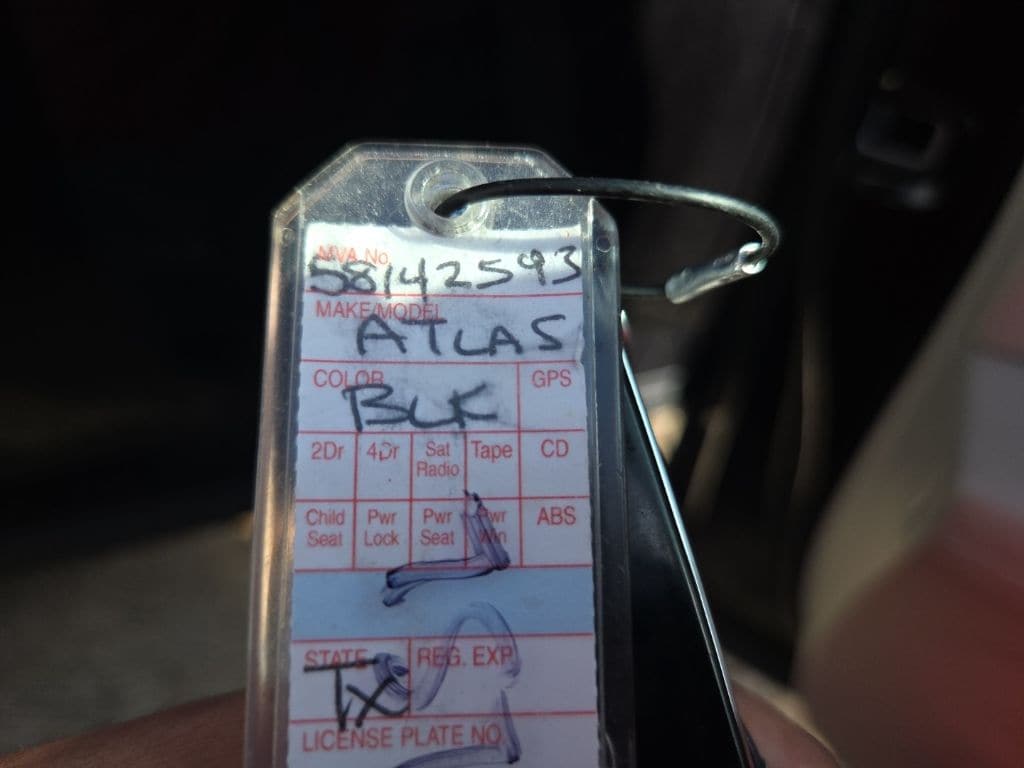 MVA No.
58142593
MAKE/MODEL
ATLAS
COLOR GPS
BLK
2Dr 4Dr Sat Radio Tape CD
Child Seat Pwr Lock Pwr Seat Pwr Win ABS
STATE REG. EXP
TX
LICENSE PLATE NO